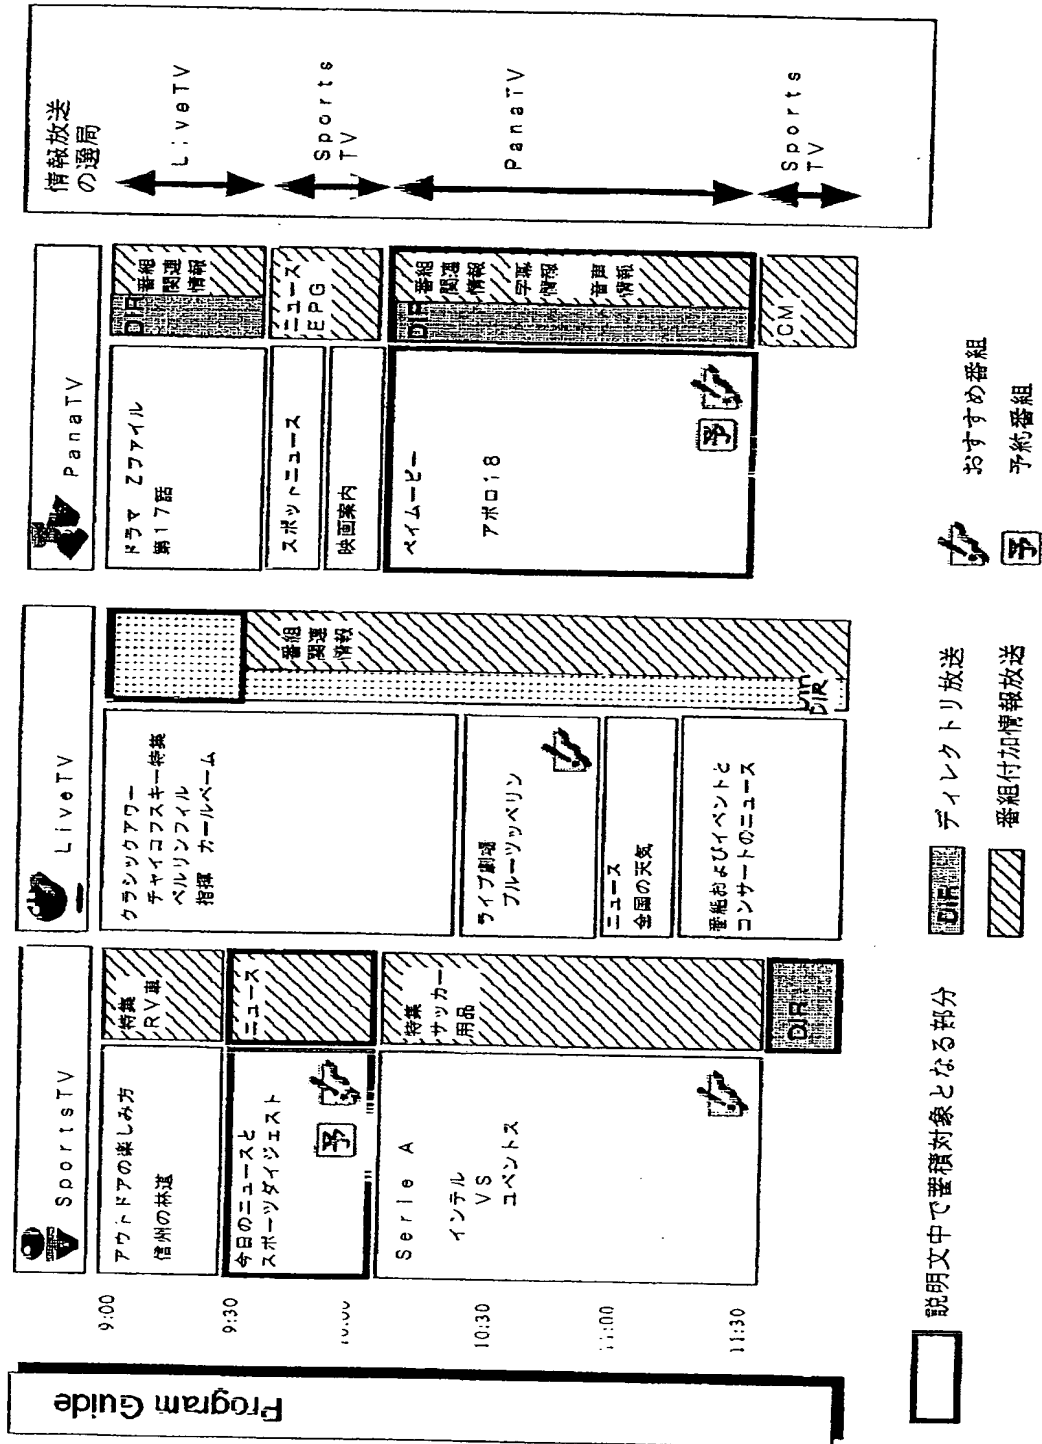 Program Guide
9:00
9:30
10:00
10:30
11:00
11:30
SportsTV
アウトドアの楽しみ方
信州の林道
特集
RV車
今日のニュースと
スポーツダイジェスト
予
ニュース
Serie A
インテル
VS
ユベントス
特集
サッカー
用品
DIR
LiveTV
クラシックアワー
チャイコフスキー特集
ベルリンフィル
指揮 カールベーム
ライブ劇場
フルーツッペリン
ニュース
全国の天気
番組およびイベントと
コンサートのニュース
番組
関連
情報
DIR
PanaTV
ドラマ Zファイル
第17話
DIR
番組
関連
情報
スポットニュース
映画案内
ニュース
EPG
ペイムービー
アポロ18
予
DIR
番組
関連
情報
字幕
情報
音声
情報
CM
情報放送
の選局
LiveTV
Sports
TV
PanaTV
Sports
TV
説明文中で蓄積対象となる部分
DIR ディレクトリ放送
番組付加情報放送
おすすめ番組
予 予約番組